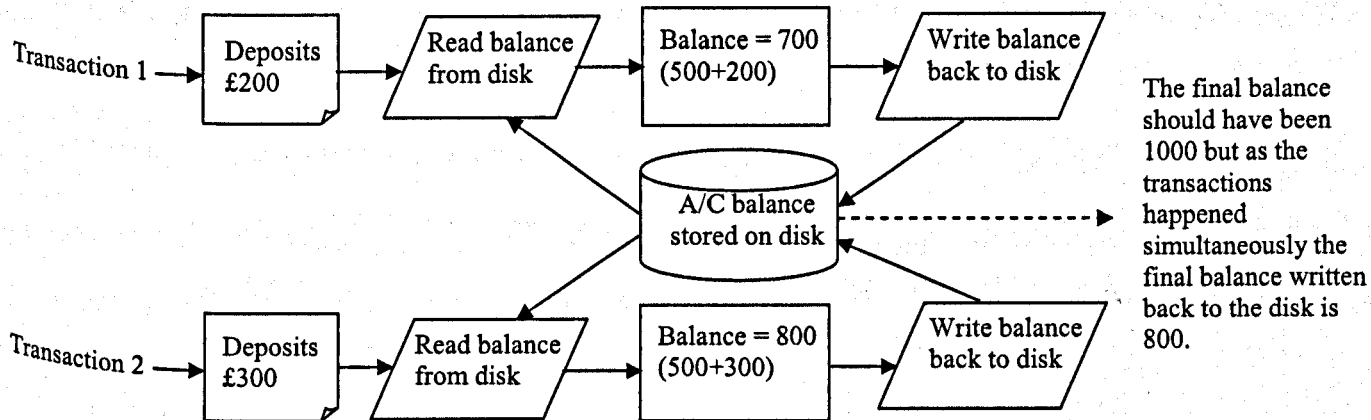 Transaction 1
Deposits
£200
Read balance
from disk
Balance = 700
(500+200)
Write balance
back to disk
A/C balance
stored on disk
The final balance
should have been
1000 but as the
transactions
happened
simultaneously the
final balance written
back to the disk is
800.
Transaction 2
Deposits
£300
Read balance
from disk
Balance = 800
(500+300)
Write balance
back to disk